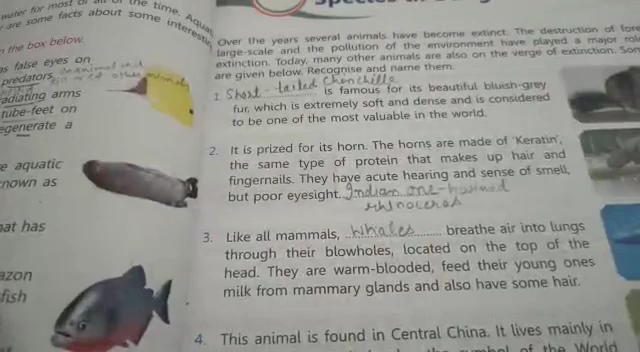 water for most of
the time. Aquat
are some facts about some interestin
n the box below.
as false eyes on
predators.
radiating arms
tube-feet on
egenerate a
e aquatic
nown as
hat has
azon
fish
Over the years several animals have become extinct. The destruction of fore
large-scale and the pollution of the environment have played a major role
extinction. Today, many other animals are also on the verge of extinction. Som
are given below. Recognise and name them.
1. Short-tailed Chinchilla is famous for its beautiful bluish-grey
fur, which is extremely soft and dense and is considered
to be one of the most valuable in the world.
2. It is prized for its horn. The horns are made of 'Keratin',
the same type of protein that makes up hair and
fingernails. They have acute hearing and sense of smell,
but poor eyesight. Indian one-horned
rhinoceros
3. Like all mammals, Whales breathe air into lungs
through their blowholes, located on the top of the
head. They are warm-blooded, feed their young ones
milk from mammary glands and also have some hair.
4. This animal is found in Central China. It lives mainly in
symbol of the World